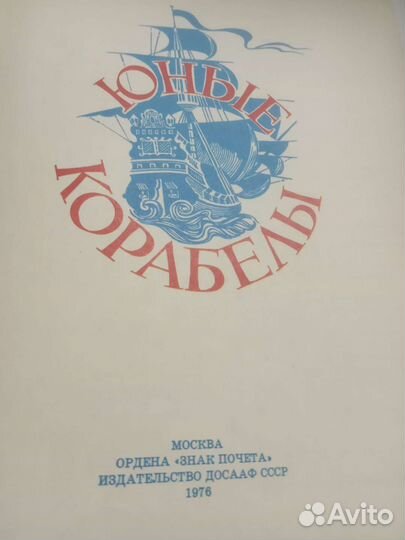 ЮНЫЕ
КОРАБЕЛЫ
МОСКВА
ОРДЕНА «ЗНАК ПОЧЕТА»
ИЗДАТЕЛЬСТВО ДОСААФ СССР
1976
Avito